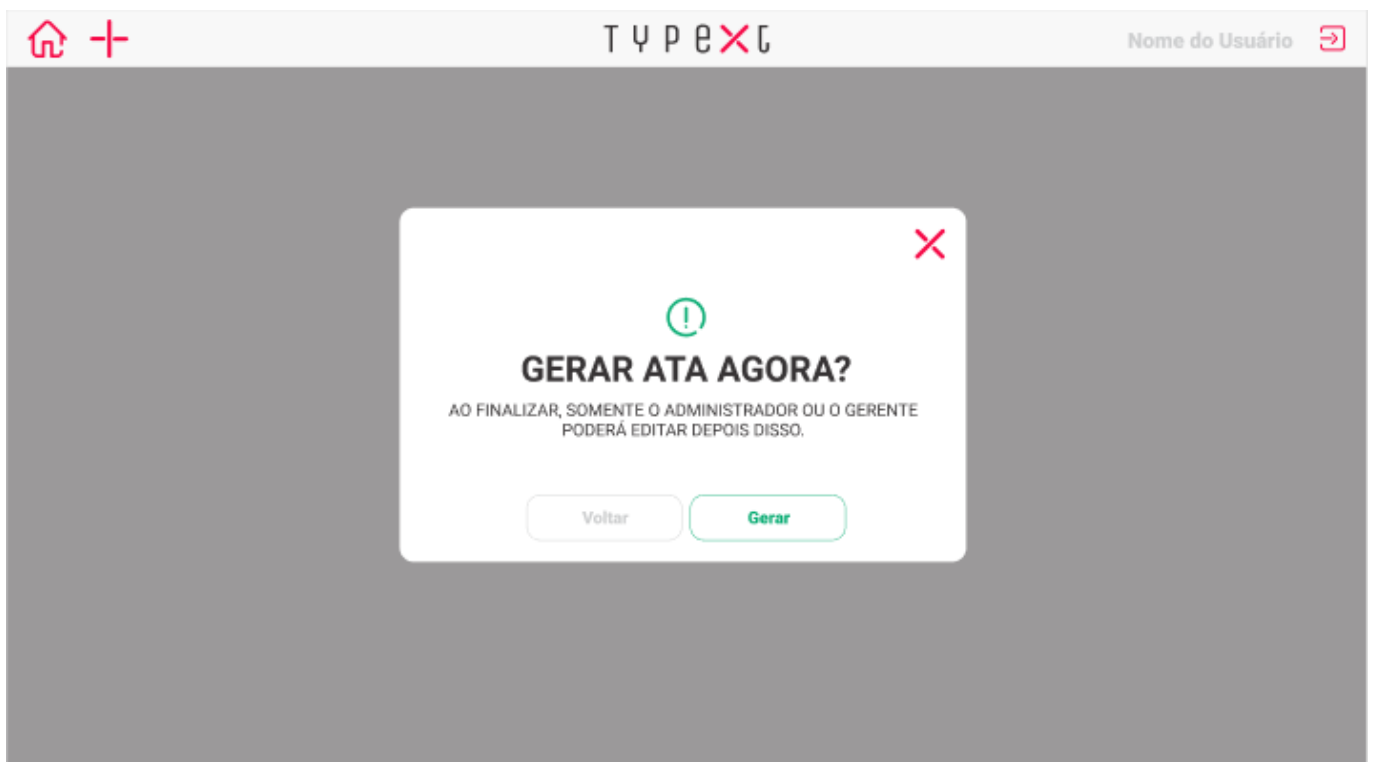 TYPEXT
Nome do Usuário
GERAR ATA AGORA?
AO FINALIZAR, SOMENTE O ADMINISTRADOR OU O GERENTE
PODERÁ EDITAR DEPOIS DISSO.
Voltar
Gerar